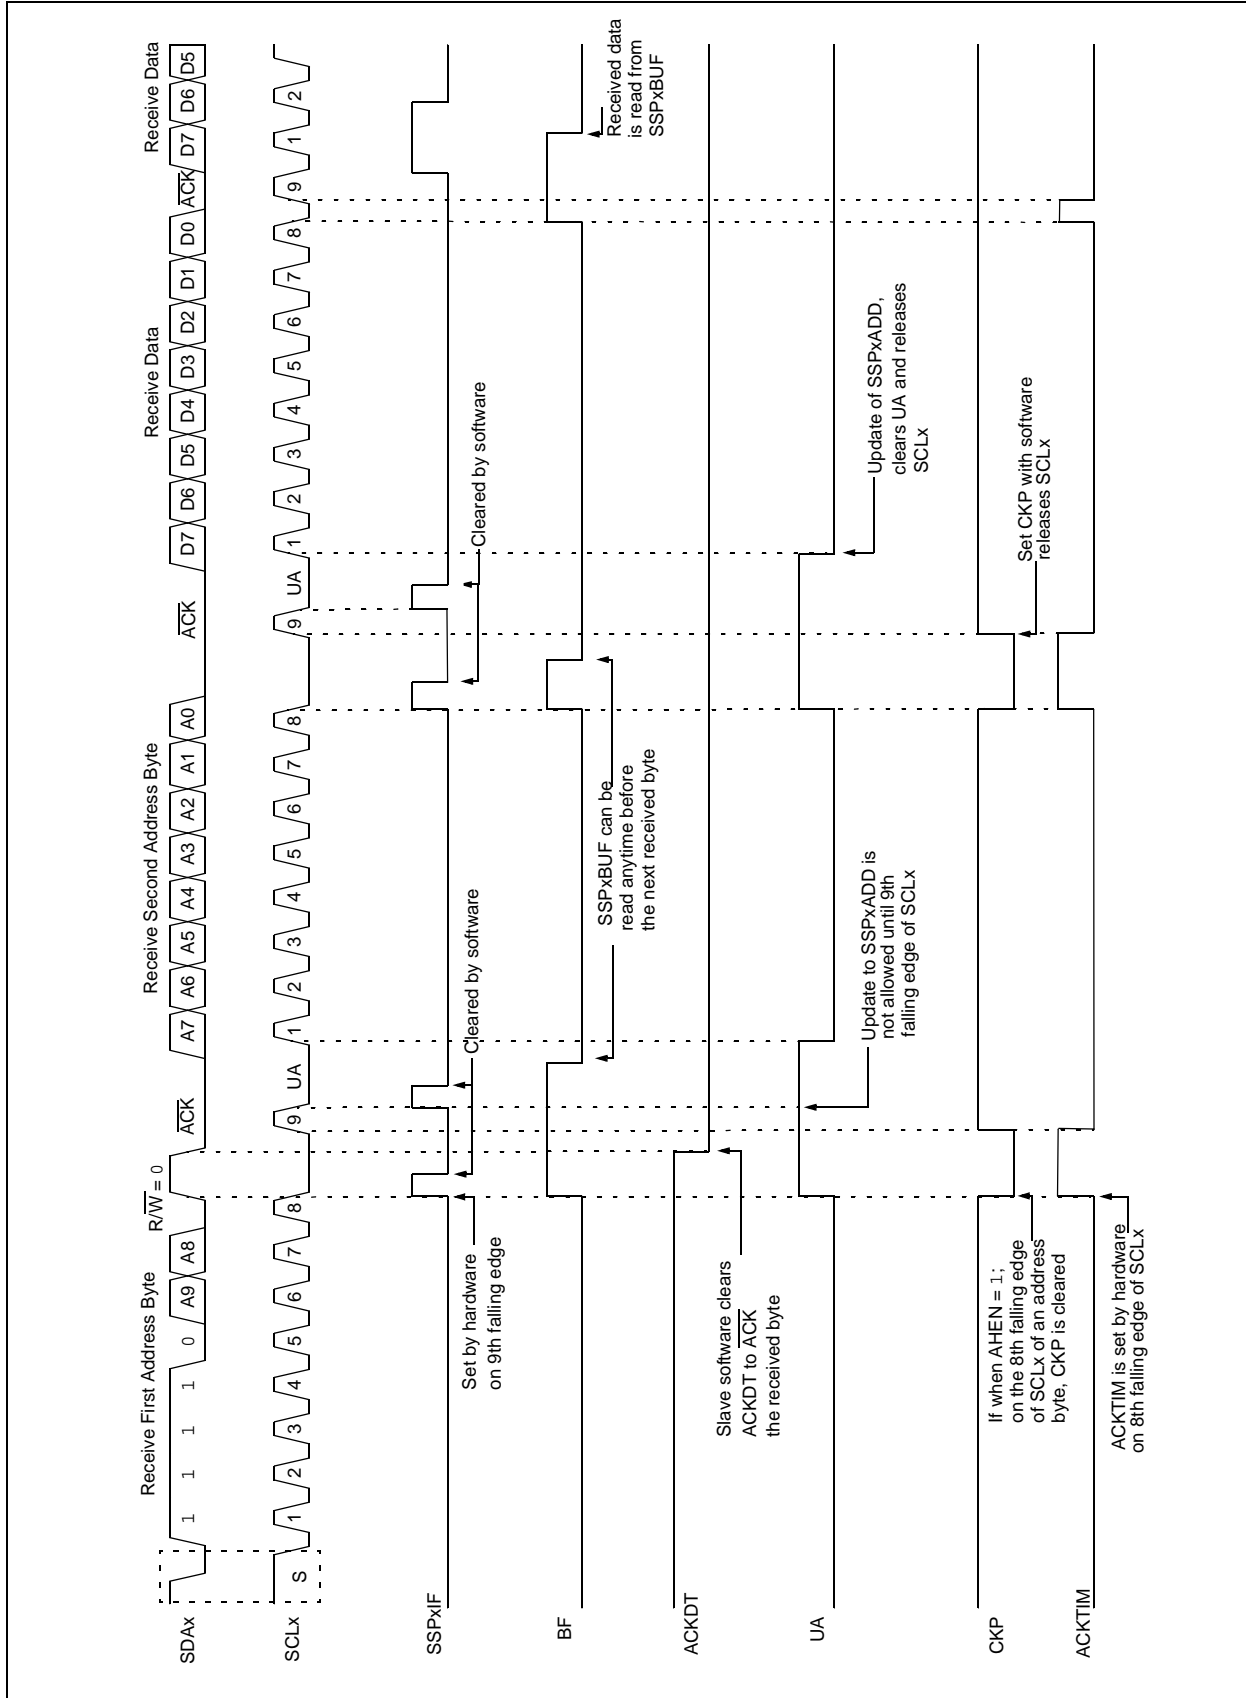 Receive First Address Byte
R/W = 0
Receive Second Address Byte
Receive Data
Receive Data
SDAx
1 1 1 1 0 A9 A8
ACK
A7 A6 A5 A4 A3 A2 A1 A0
ACK
D7 D6 D5 D4 D3 D2 D1 D0
ACK
D7 D6 D5
SCLx
S
1 2 3 4 5 6 7 8 9 UA 1 2 3 4 5 6 7 8 9 UA 1 2 3 4 5 6 7 8 9 1 2
SSPxIF
Set by hardware
on 9th falling edge
Cleared by software
Cleared by software
BF
SSPxBUF can be
read anytime before
the next received byte
Received data
is read from
SSPxBUF
ACKDT
Slave software clears
ACKDT to ACK
the received byte
UA
Update to SSPxADD is
not allowed until 9th
falling edge of SCLx
Update of SSPxADD,
clears UA and releases
SCLx
CKP
If when AHEN = 1;
on the 8th falling edge
of SCLx of an address
byte, CKP is cleared
Set CKP with software
releases SCLx
ACKTIM
ACKTIM is set by hardware
on 8th falling edge of SCLx